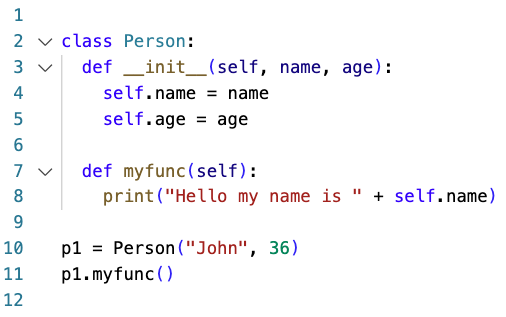 1
2 class Person:
3   def __init__(self, name, age):
4     self.name = name
5     self.age = age
6
7   def myfunc(self):
8     print("Hello my name is " + self.name)
9
10 p1 = Person("John", 36)
11 p1.myfunc()
12